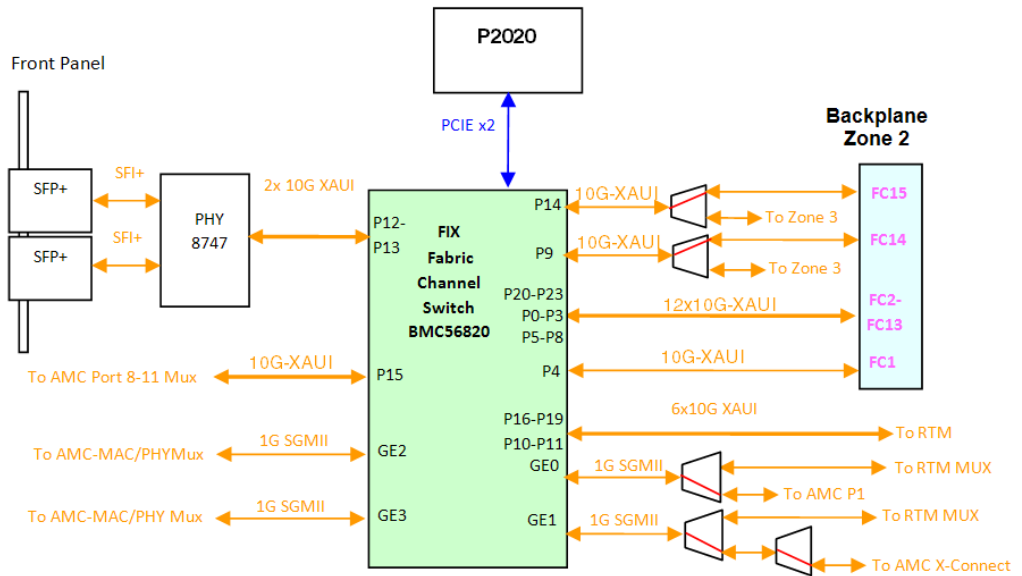 P2020
Front Panel
PCIE x2
Backplane
Zone 2
SFP+
SFI+
SFP+
SFI+
PHY
8747
2x 10G XAUI
P12-
P13
FIX
Fabric
Channel
Switch
BMC56820
P14
10G-XAUI
To Zone 3
FC15
P9
10G-XAUI
To Zone 3
FC14
P20-P23
P0-P3
P5-P8
12x10G-XAUI
FC2-
FC13
P4
10G-XAUI
FC1
To AMC Port 8-11 Mux
10G-XAUI
P15
P16-P19
P10-P11
6x10G XAUI
To RTM
To AMC-MAC/PHYMux
1G SGMII
GE2
GE0
1G SGMII
To RTM MUX
To AMC P1
To AMC-MAC/PHY Mux
1G SGMII
GE3
GE1
1G SGMII
To RTM MUX
To AMC X-Connect